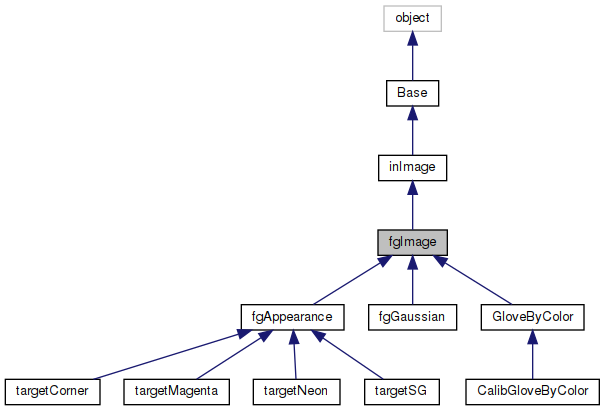 object
Base
inImage
fgImage
fgAppearance
fgGaussian
GloveByColor
targetCorner
targetMagenta
targetNeon
targetSG
CalibGloveByColor